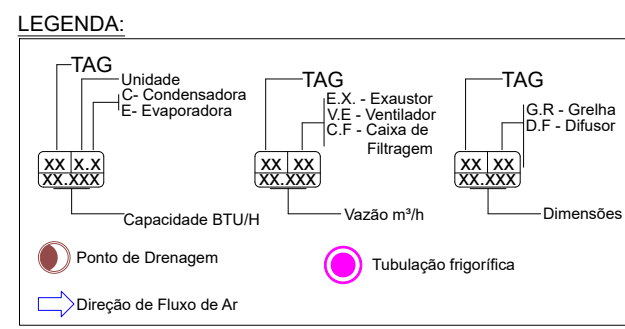 LEGENDA:
TAG
Unidade
C- Condensadora
E- Evaporadora
XX X.X
XX.XXX
Capacidade BTU/H
TAG
E.X. - Exaustor
V.E - Ventilador
C.F - Caixa de
Filtragem
XX XX
XX.XXX
Vazão m³/h
TAG
G.R - Grelha
D.F - Difusor
XX XX
XX.XXX
Dimensões
Ponto de Drenagem
Tubulação frigorífica
Direção de Fluxo de Ar